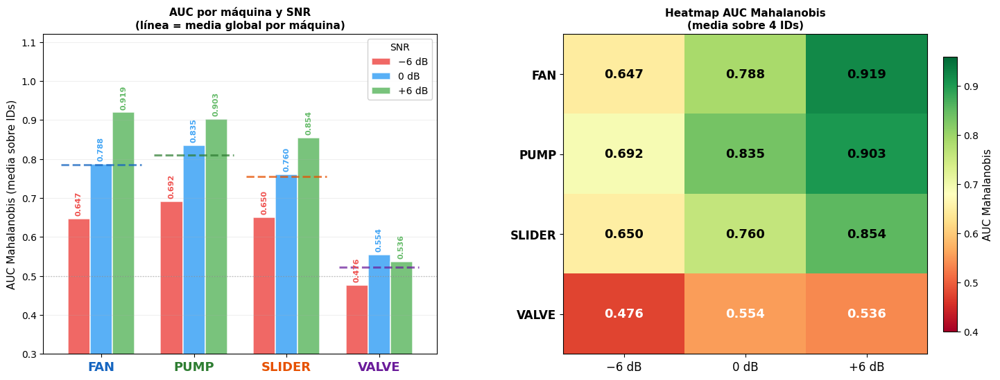 AUC por máquina y SNR
(línea = media global por máquina)
AUC Mahalanobis (media sobre IDs)
1.1
1.0
0.9
0.8
0.7
0.6
0.5
0.4
0.3
SNR
−6 dB
0 dB
+6 dB
0.647
0.788
0.919
0.692
0.835
0.903
0.650
0.760
0.854
0.476
0.554
0.536
FAN PUMP SLIDER VALVE
Heatmap AUC Mahalanobis
(media sobre 4 IDs)
FAN 0.647 0.788 0.919
PUMP 0.692 0.835 0.903
SLIDER 0.650 0.760 0.854
VALVE 0.476 0.554 0.536
−6 dB 0 dB +6 dB
0.9
0.8
0.7
0.6
0.5
0.4
AUC Mahalanobis